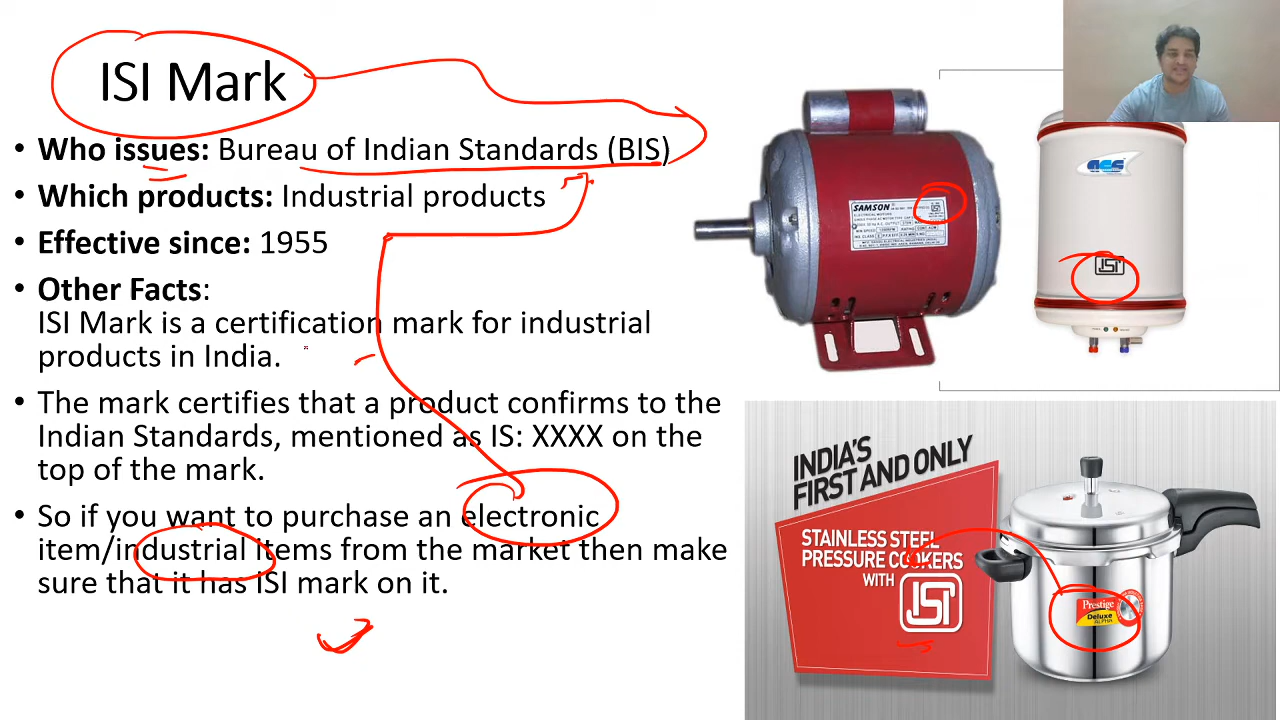 ISI Mark
• Who issues: Bureau of Indian Standards (BIS)
• Which products: Industrial products
• Effective since: 1955
• Other Facts:
ISI Mark is a certification mark for industrial
products in India.
• The mark certifies that a product confirms to the
Indian Standards, mentioned as IS: XXXX on the
top of the mark.
• So if you want to purchase an electronic
item/industrial items from the market then make
sure that it has ISI mark on it.
SAMSON
ISI
INDIA'S
FIRST AND ONLY
STAINLESS STEEL
PRESSURE COOKERS
WITH ISI
Prestige
Deluxe
ALPHA